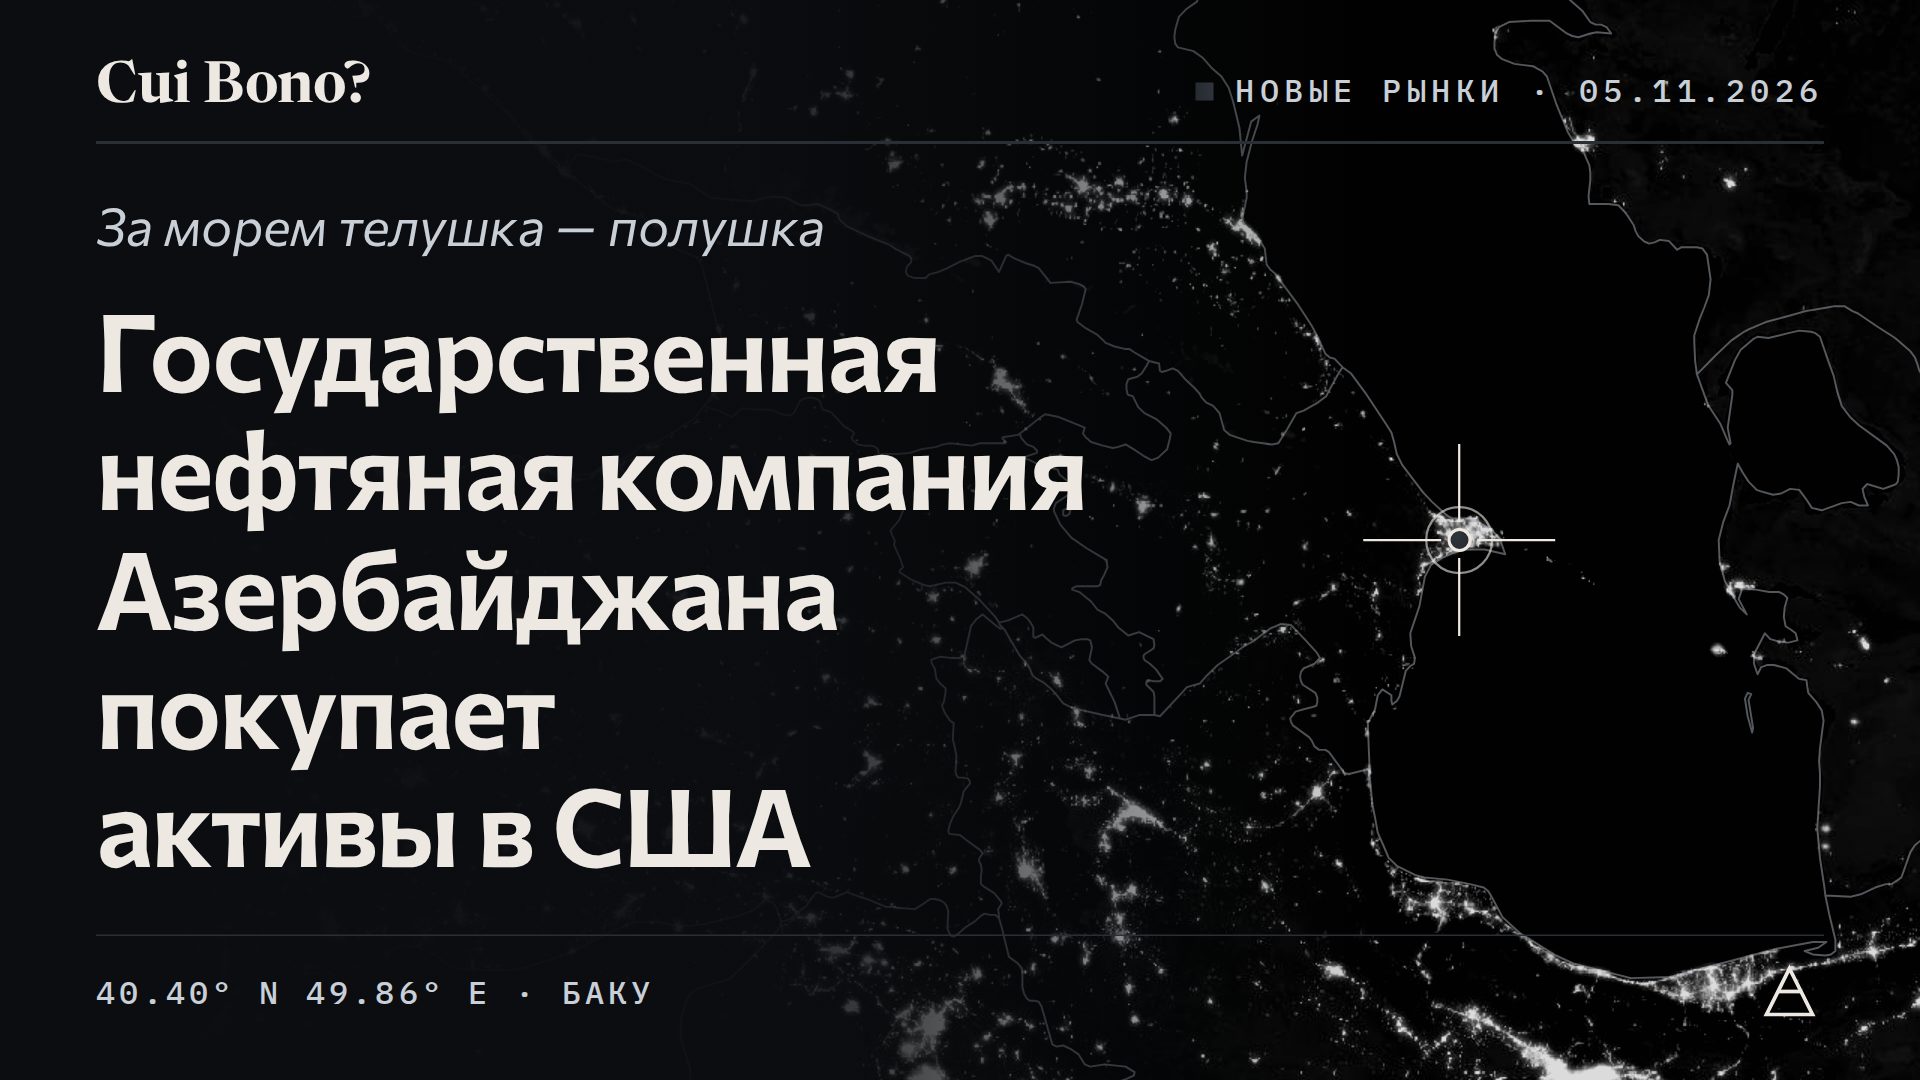 Cui Bono?
НОВЫЕ РЫНКИ · 05.11.2026
За морем телушка — полушка
Государственная
нефтяная компания
Азербайджана
покупает
активы в США
40.40° N 49.86° E · БАКУ